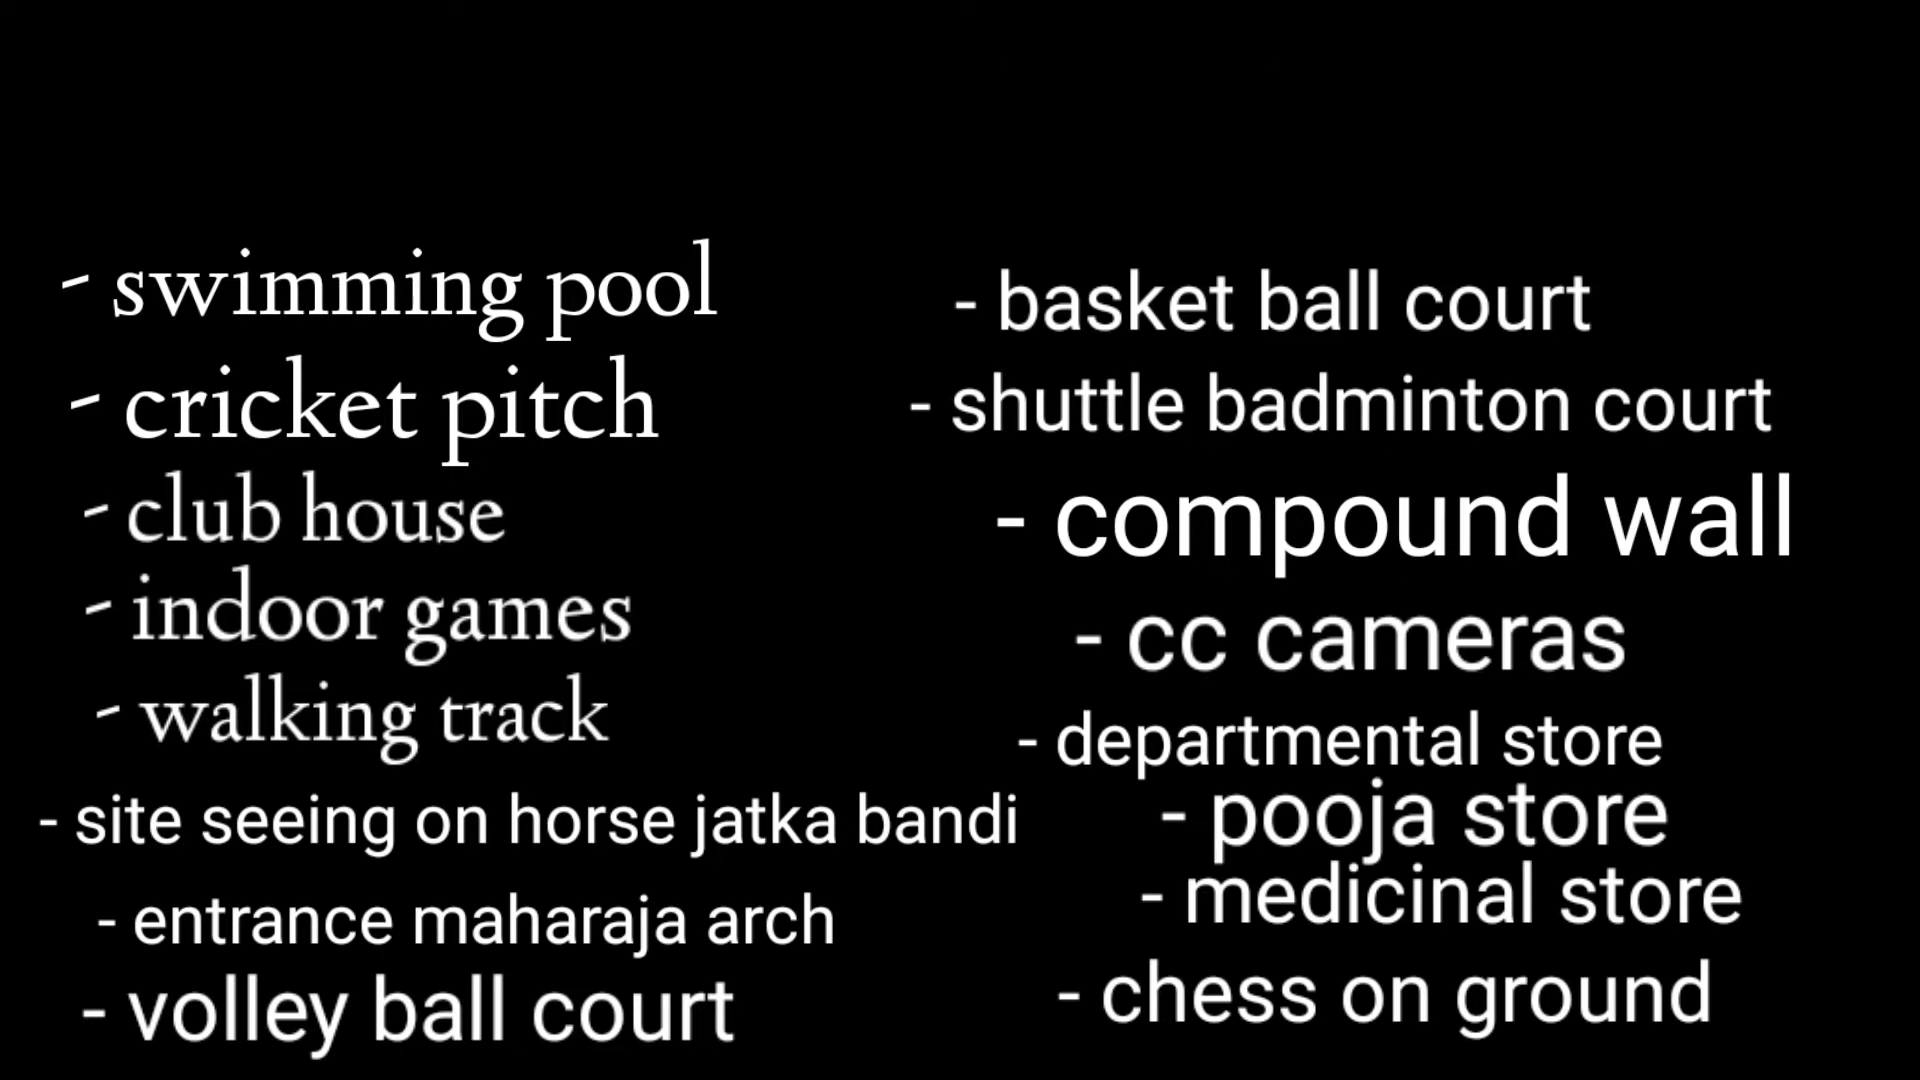 - swimming pool
- cricket pitch
- club house
- indoor games
- walking track
- site seeing on horse jatka bandi
- entrance maharaja arch
- volley ball court
- basket ball court
- shuttle badminton court
- compound wall
- cc cameras
- departmental store
- pooja store
- medicinal store
- chess on ground